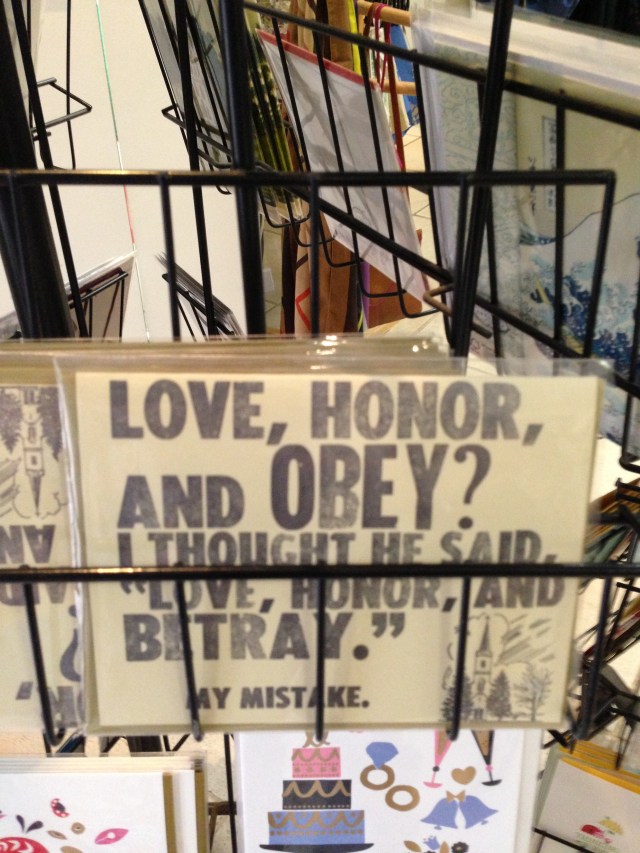 LOVE, HONOR,
AND OBEY?
I THOUGHT HE SAID,
"LOVE, HONOR, AND
BETRAY."
MY MISTAKE.